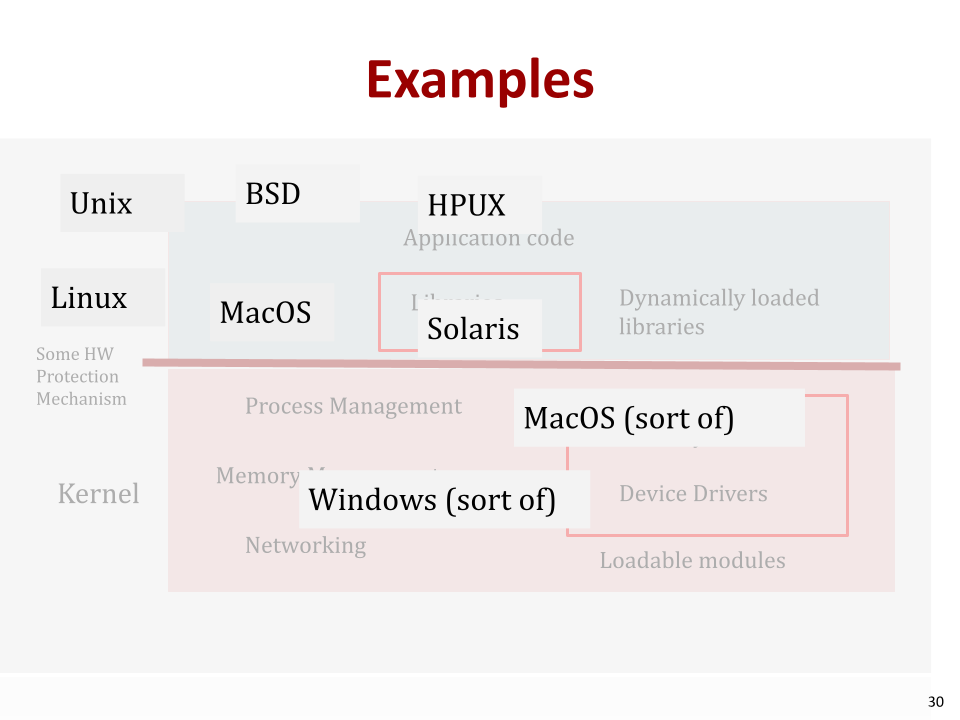 Examples
Unix
BSD
HPUX
Application code
Linux
MacOS
Libraries
Solaris
Dynamically loaded
libraries
Some HW
Protection
Mechanism
Process Management
MacOS (sort of)
Memory
Kernel
Windows (sort of)
Device Drivers
Networking
Loadable modules
30